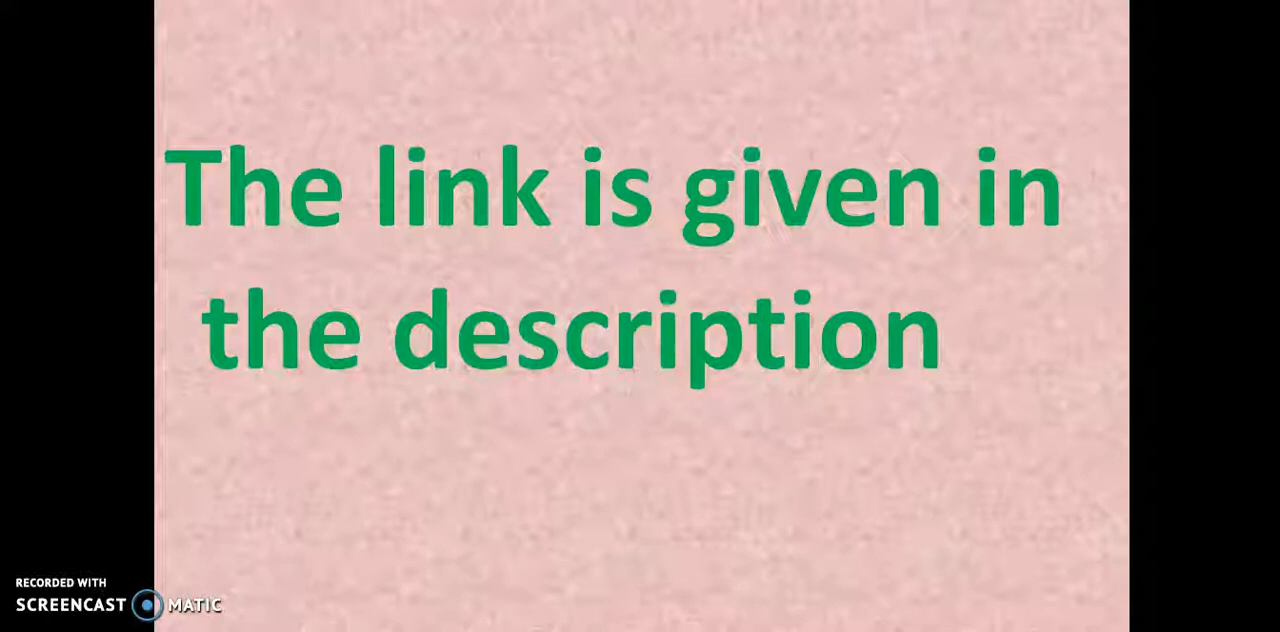 The link is given in
the description
RECORDED WITH
SCREENCAST MATIC